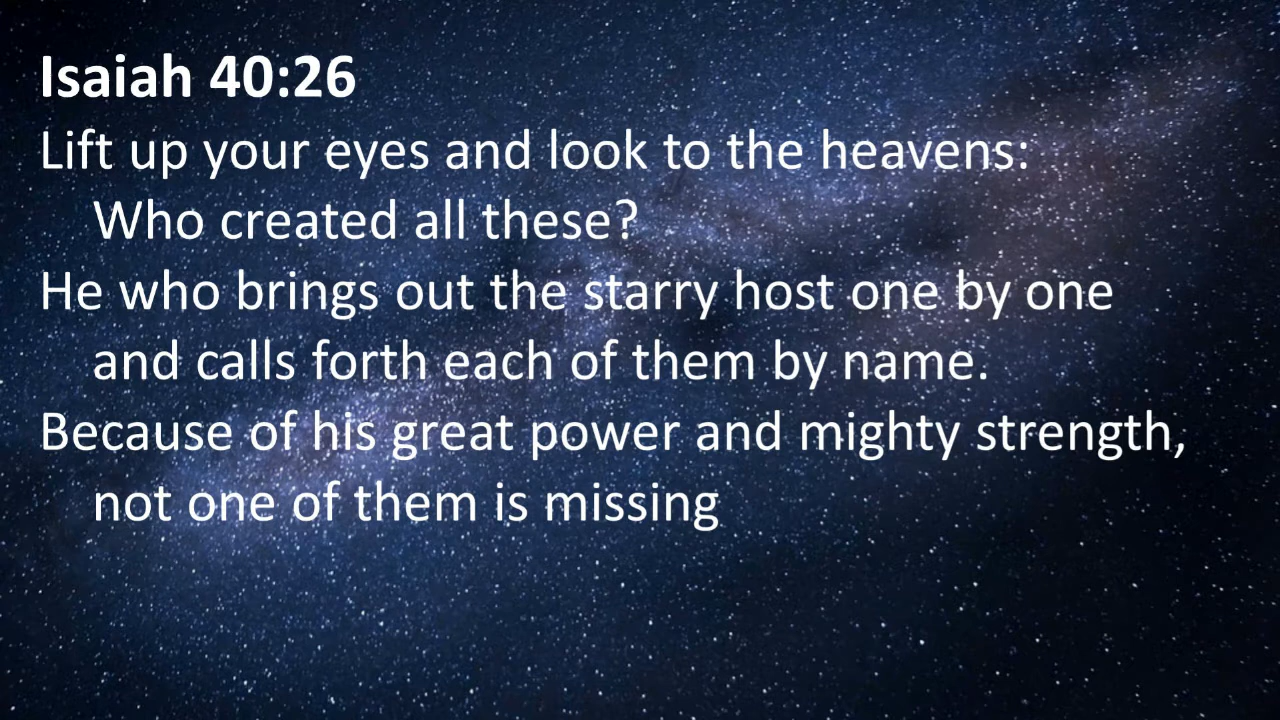 Isaiah 40:26
Lift up your eyes and look to the heavens:
Who created all these?
He who brings out the starry host one by one
and calls forth each of them by name.
Because of his great power and mighty strength,
not one of them is missing